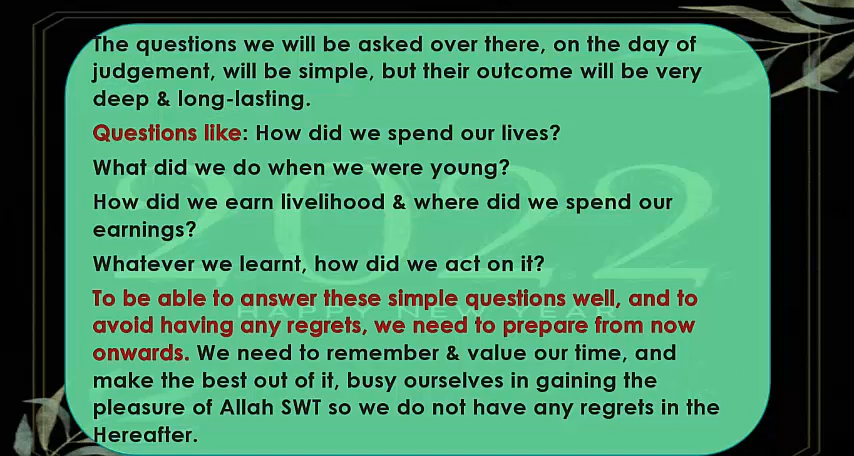 The questions we will be asked over there, on the day of
judgement, will be simple, but their outcome will be very
deep & long-lasting.
Questions like: How did we spend our lives?
What did we do when we were young?
How did we earn livelihood & where did we spend our
earnings?
Whatever we learnt, how did we act on it?
To be able to answer these simple questions well, and to
avoid having any regrets, we need to prepare from now
onwards. We need to remember & value our time, and
make the best out of it, busy ourselves in gaining the
pleasure of Allah SWT so we do not have any regrets in the
Hereafter.
2022
HAPPY NEW YEAR